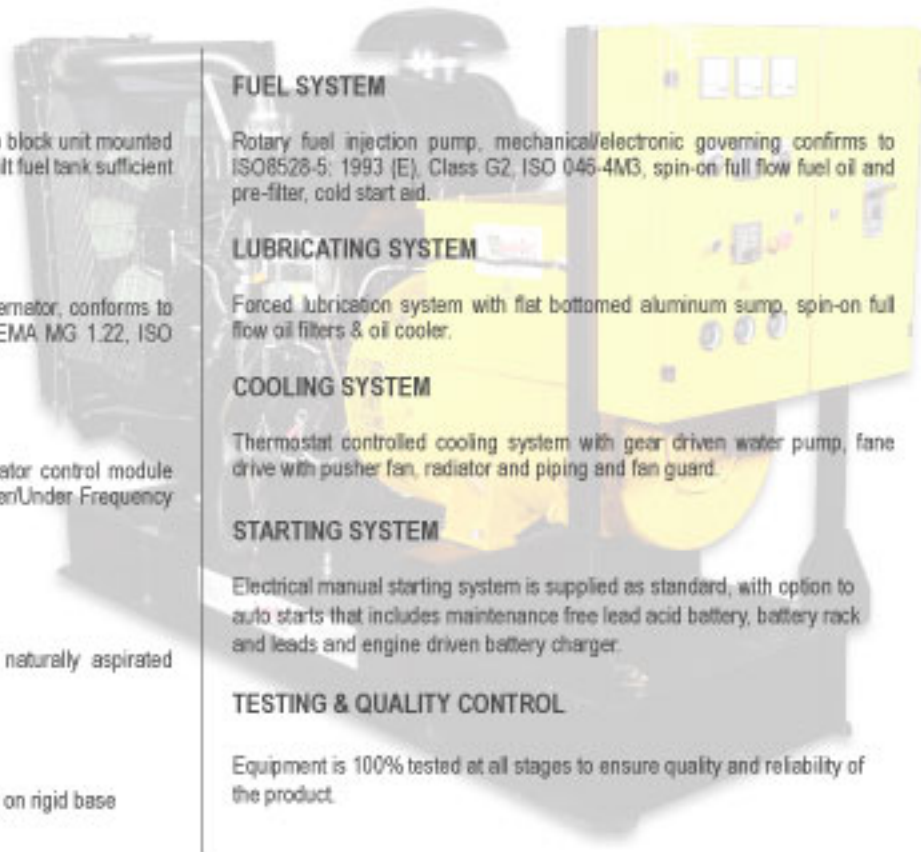 block unit mounted
ilt fuel tank sufficient
ernator, conforms to
EMA MG 1.22, ISO
ator control module
er/Under Frequency
naturally aspirated
on rigid base
FUEL SYSTEM
Rotary fuel injection pump, mechanical/electronic governing confirms to
ISO8528-5: 1993 (E), Class G2, ISO 046-4M3, spin-on full flow fuel oil and
pre-filter, cold start aid.
LUBRICATING SYSTEM
Forced lubrication system with flat bottomed aluminum sump, spin-on full
flow oil filters & oil cooler.
COOLING SYSTEM
Thermostat controlled cooling system with gear driven water pump, fane
drive with pusher fan, radiator and piping and fan guard.
STARTING SYSTEM
Electrical manual starting system is supplied as standard, with option to
auto starts that includes maintenance free lead acid battery, battery rack
and leads and engine driven battery charger.
TESTING & QUALITY CONTROL
Equipment is 100% tested at all stages to ensure quality and reliability of
the product.